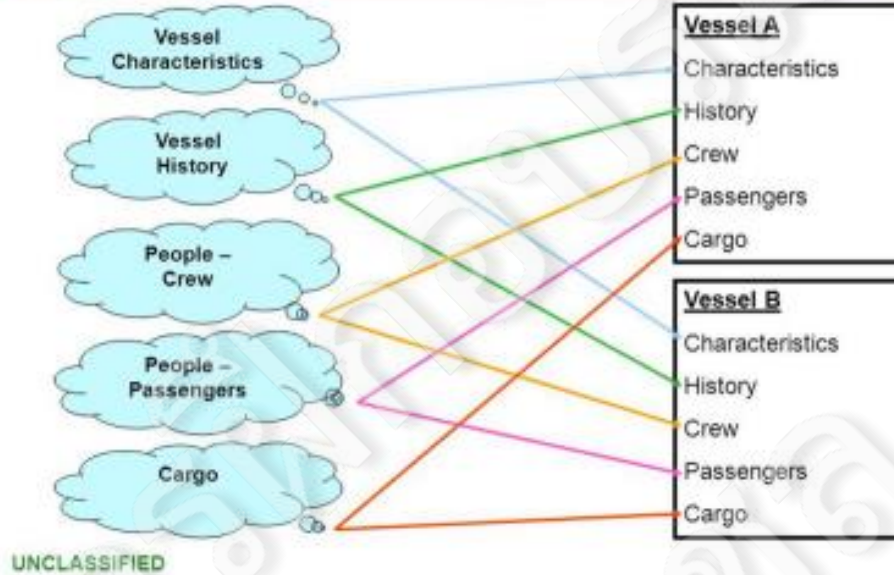 Vessel
Characteristics
Vessel
History
People –
Crew
People –
Passengers
Cargo
UNCLASSIFIED
Vessel A
Characteristics
History
Crew
Passengers
Cargo
Vessel B
Characteristics
History
Crew
Passengers
Cargo